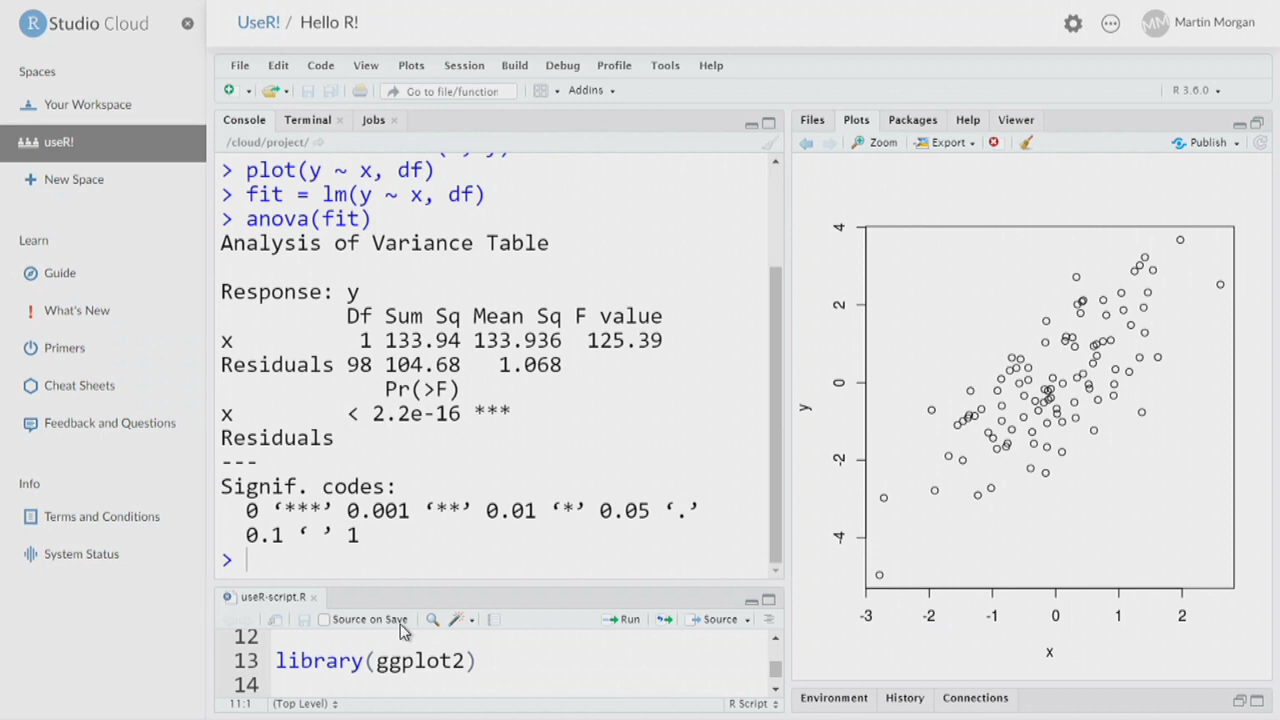 R Studio Cloud
UseR! / Hello R!
MM Martin Morgan
Spaces
Your Workspace
useR!
New Space
Learn
Guide
What's New
Primers
Cheat Sheets
Feedback and Questions
Info
Terms and Conditions
System Status
File Edit Code View Plots Session Build Debug Profile Tools Help
Go to file/function Addins R 3.6.0
Console Terminal Jobs
/cloud/project/
> plot(y ~ x, df)
> fit = lm(y ~ x, df)
> anova(fit)
Analysis of Variance Table
Response: y
Df Sum Sq Mean Sq F value
x 1 133.94 133.936 125.39
Residuals 98 104.68 1.068
Pr(>F)
x < 2.2e-16 ***
Residuals
---
Signif. codes:
0 ‘***’ 0.001 ‘**’ 0.01 ‘*’ 0.05 ‘.’
0.1 ‘ ’ 1
>
useR-script.R
Source on Save Run Source
12
13 library(ggplot2)
14
11:1 (Top Level) R Script
Files Plots Packages Help Viewer
Zoom Export Publish
4
2
0
-2
-4
y
-3 -2 -1 0 1 2
x
Environment History Connections